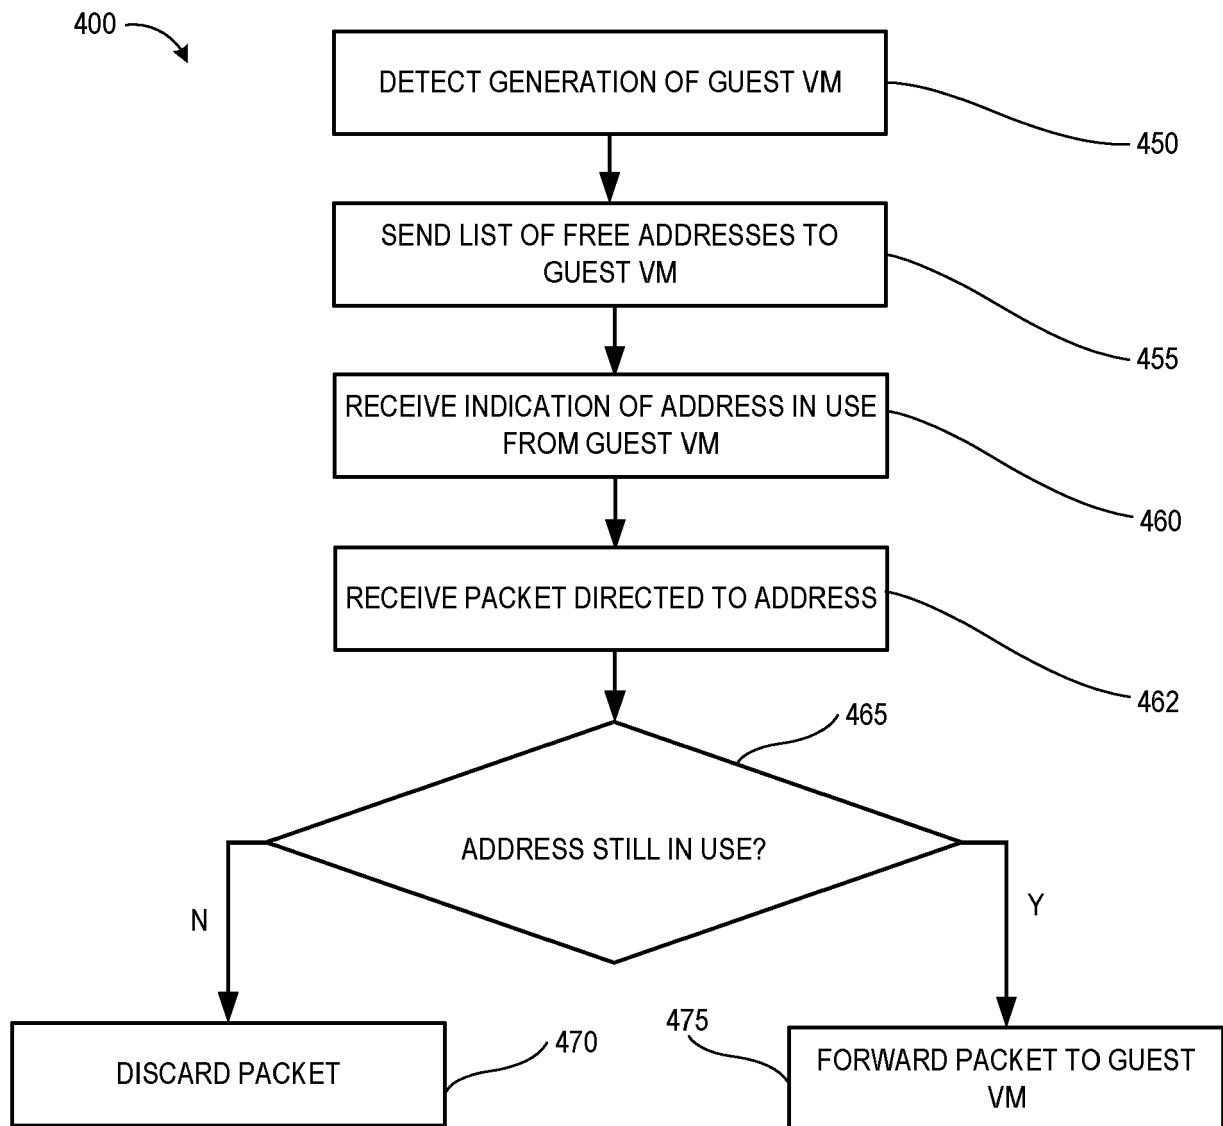 400
DETECT GENERATION OF GUEST VM
450
SEND LIST OF FREE ADDRESSES TO
GUEST VM
455
RECEIVE INDICATION OF ADDRESS IN USE
FROM GUEST VM
460
RECEIVE PACKET DIRECTED TO ADDRESS
462
465
ADDRESS STILL IN USE?
N
Y
DISCARD PACKET
470
475
FORWARD PACKET TO GUEST
VM